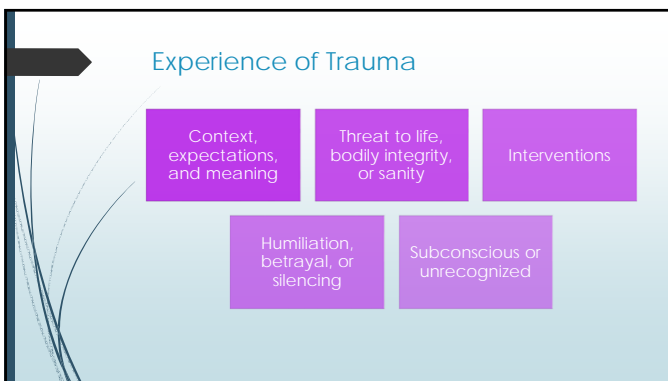 Experience of Trauma
Context,
expectations,
and meaning
Threat to life,
bodily integrity,
or sanity
Interventions
Humiliation,
betrayal, or
silencing
Subconscious or
unrecognized